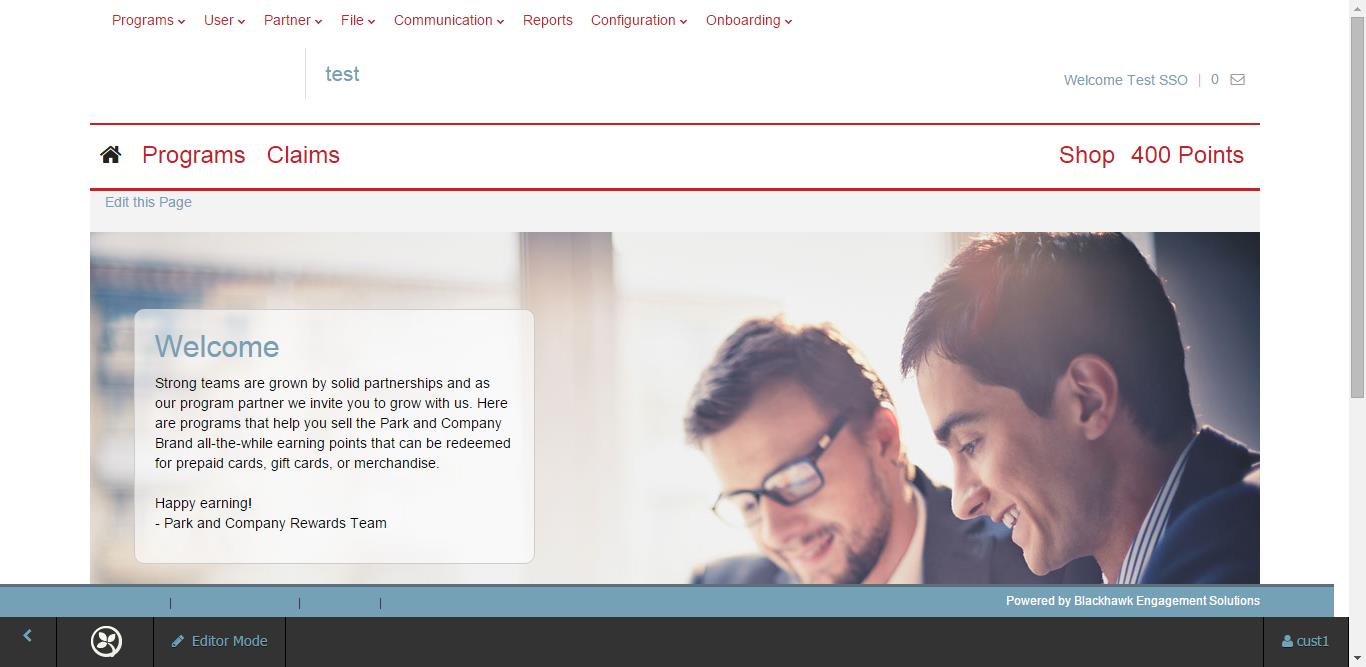 Programs User Partner File Communication Reports Configuration Onboarding
test
Welcome Test SSO | 0
Programs Claims Shop 400 Points
Edit this Page
Welcome
Strong teams are grown by solid partnerships and as
our program partner we invite you to grow with us. Here
are programs that help you sell the Park and Company
Brand all-the-while earning points that can be redeemed
for prepaid cards, gift cards, or merchandise.
Happy earning!
- Park and Company Rewards Team
| | |
Powered by Blackhawk Engagement Solutions
Editor Mode
cust1